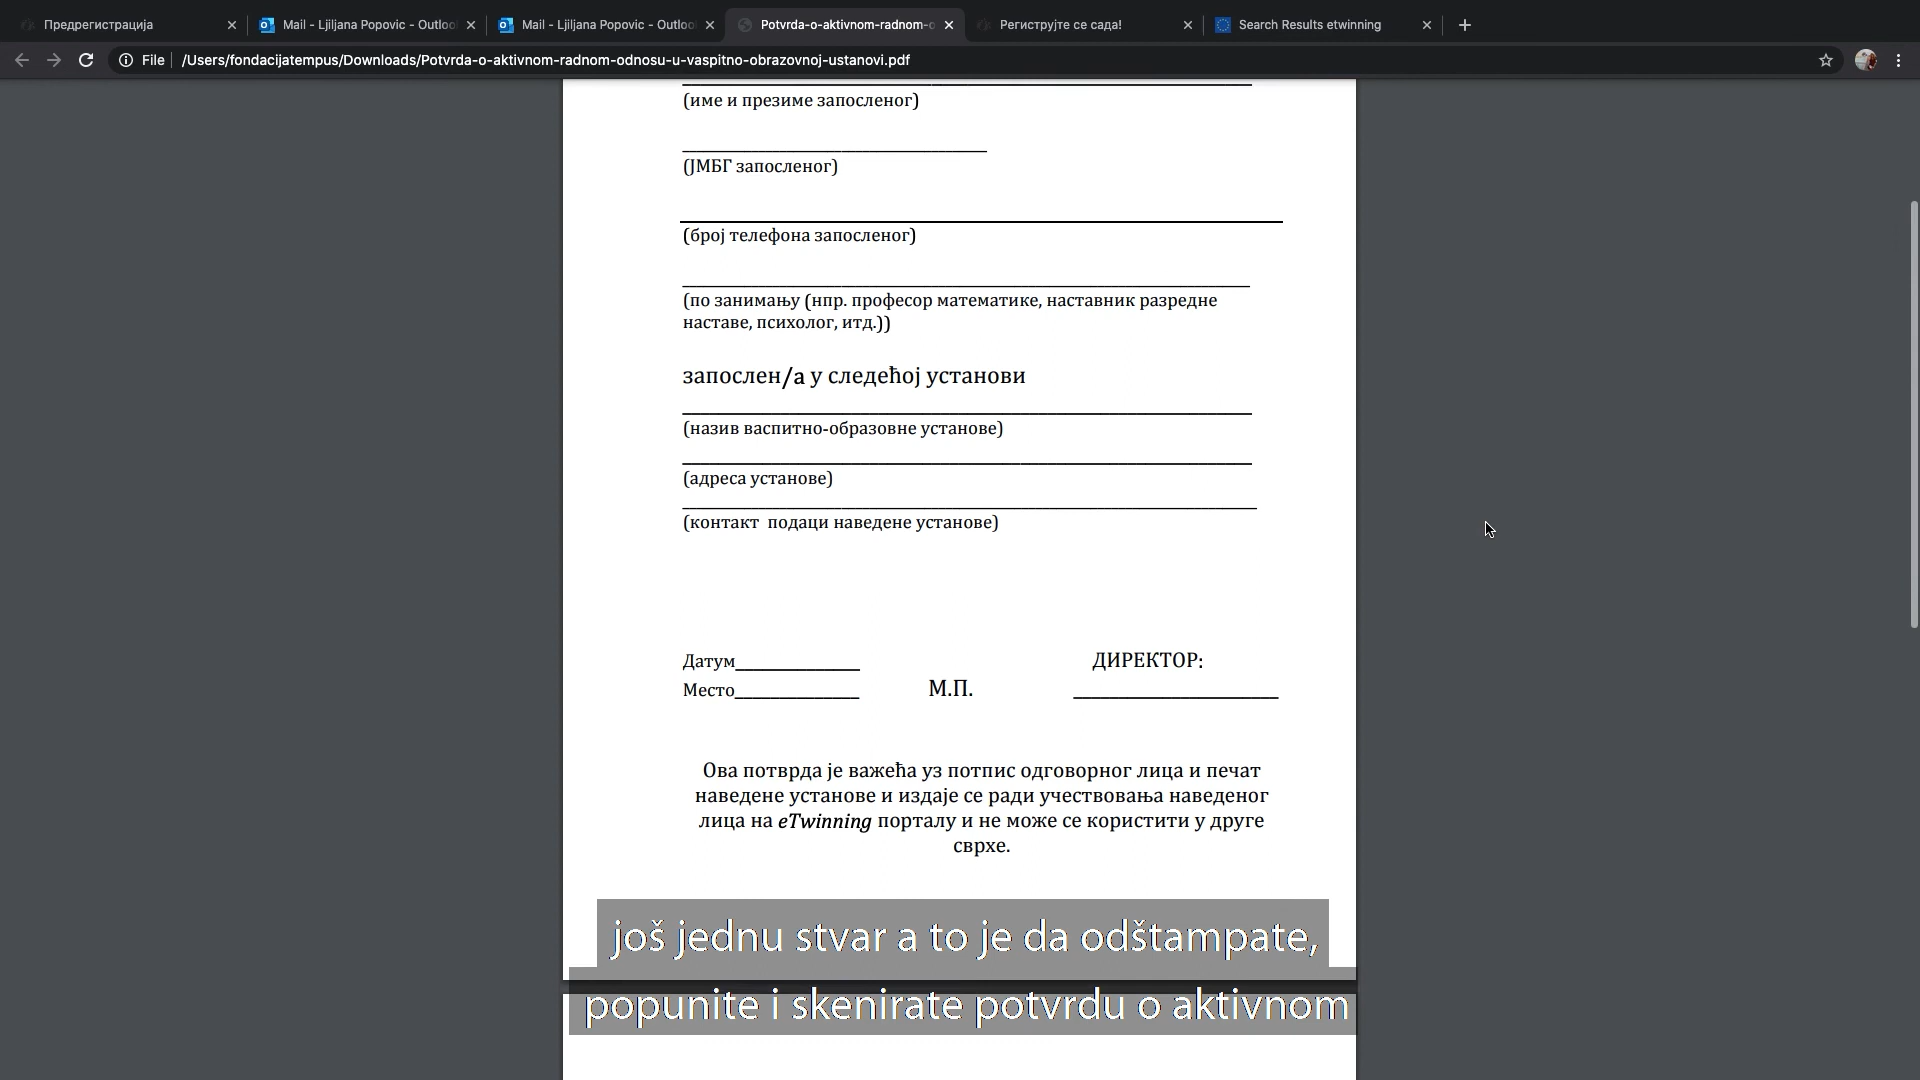 Предрегистрација
Mail - Ljiljana Popovic - Outloo
Mail - Ljiljana Popovic - Outloo
Potvrda-o-aktivnom-radnom-o
Региструјте се сада!
Search Results etwinning
File
/Users/fondacijatempus/Downloads/Potvrda-o-aktivnom-radnom-odnosu-u-vaspitno-obrazovnoj-ustanovi.pdf
(име и презиме запосленог)
(ЈМБГ запосленог)
(број телефона запосленог)
(по занимању (нпр. професор математике, наставник разредне
наставе, психолог, итд.))
запослен/а у следећој установи
(назив васпитно-образовне установе)
(адреса установе)
(контакт подаци наведене установе)
Датум______________
ДИРЕКТОР:
Место______________ М.П.
Ова потврда је важећа уз потпис одговорног лица и печат
наведене установе и издаје се ради учествовања наведеног
лица на eTwinning порталу и не може се користити у друге
сврхе.
još jednu stvar a to je da odštampate,
popunite i skenirate potvrdu o aktivnom